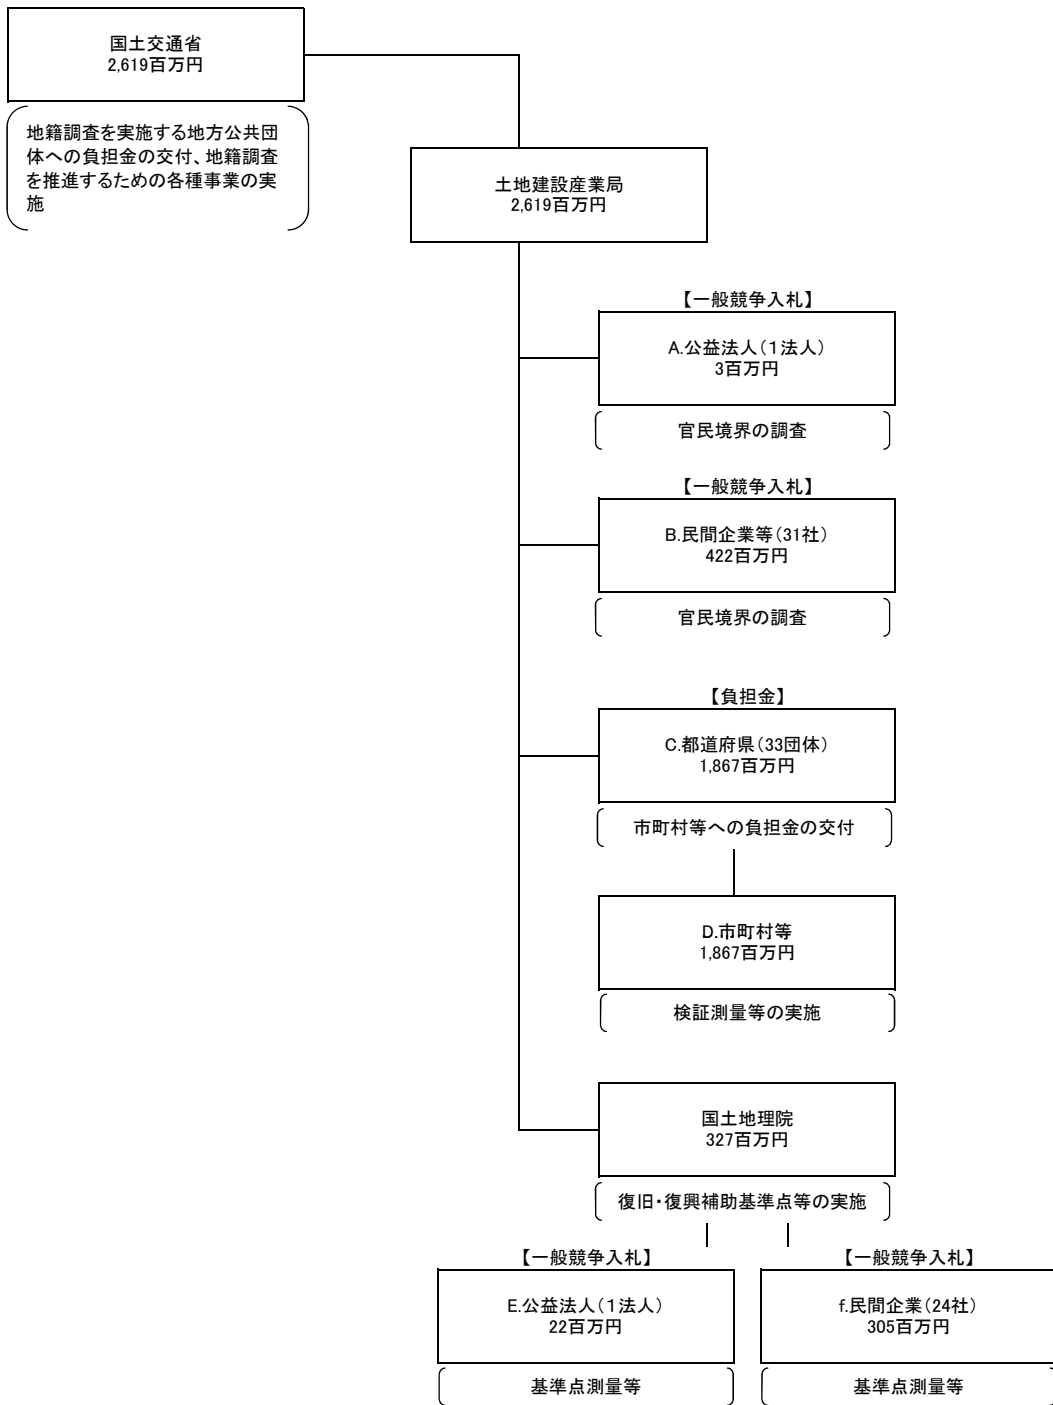 国土交通省
2,619百万円
地籍調査を実施する地方公共団
体への負担金の交付、地籍調査
を推進するための各種事業の実
施
土地建設産業局
2,619百万円
【一般競争入札】
A.公益法人（１法人）
3百万円
官民境界の調査
【一般競争入札】
B.民間企業等（31社）
422百万円
官民境界の調査
【負担金】
C.都道府県（33団体）
1,867百万円
市町村等への負担金の交付
D.市町村等
1,867百万円
検証測量等の実施
国土地理院
327百万円
復旧・復興補助基準点等の実施
【一般競争入札】
E.公益法人（１法人）
22百万円
基準点測量等
【一般競争入札】
f.民間企業（24社）
305百万円
基準点測量等